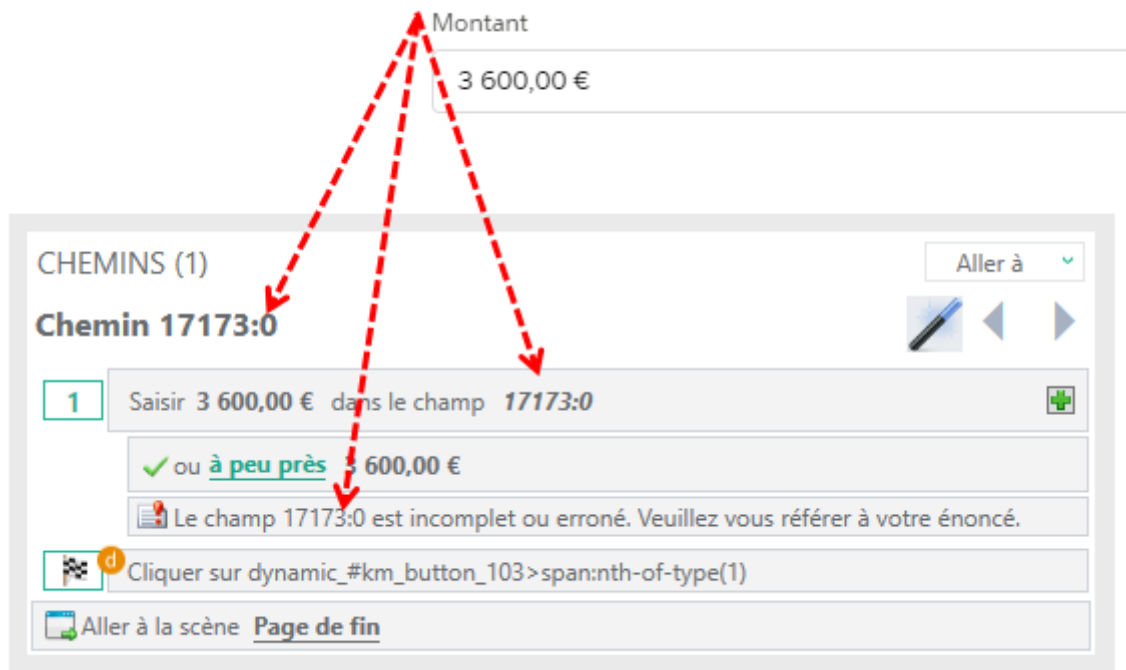 Montant
3 600,00 €
CHEMINS (1)
Aller à
Chemin 17173:0
1 Saisir 3 600,00 € dans le champ 17173:0
ou à peu près 3 600,00 €
Le champ 17173:0 est incomplet ou erroné. Veuillez vous référer à votre énoncé.
d Cliquer sur dynamic_#km_button_103>span:nth-of-type(1)
Aller à la scène Page de fin